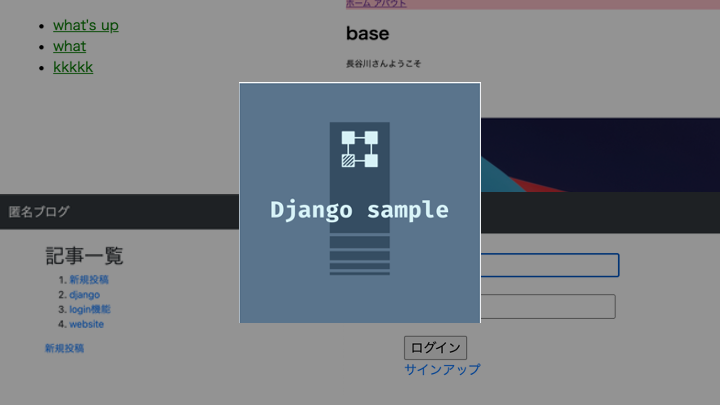 what's up
what
kkkkk
ホーム アバウト
base
長谷川さんようこそ
Django sample
匿名ブログ
記事一覧
1. 新規投稿
2. django
3. login機能
4. website
新規投稿
ログイン
サインアップ